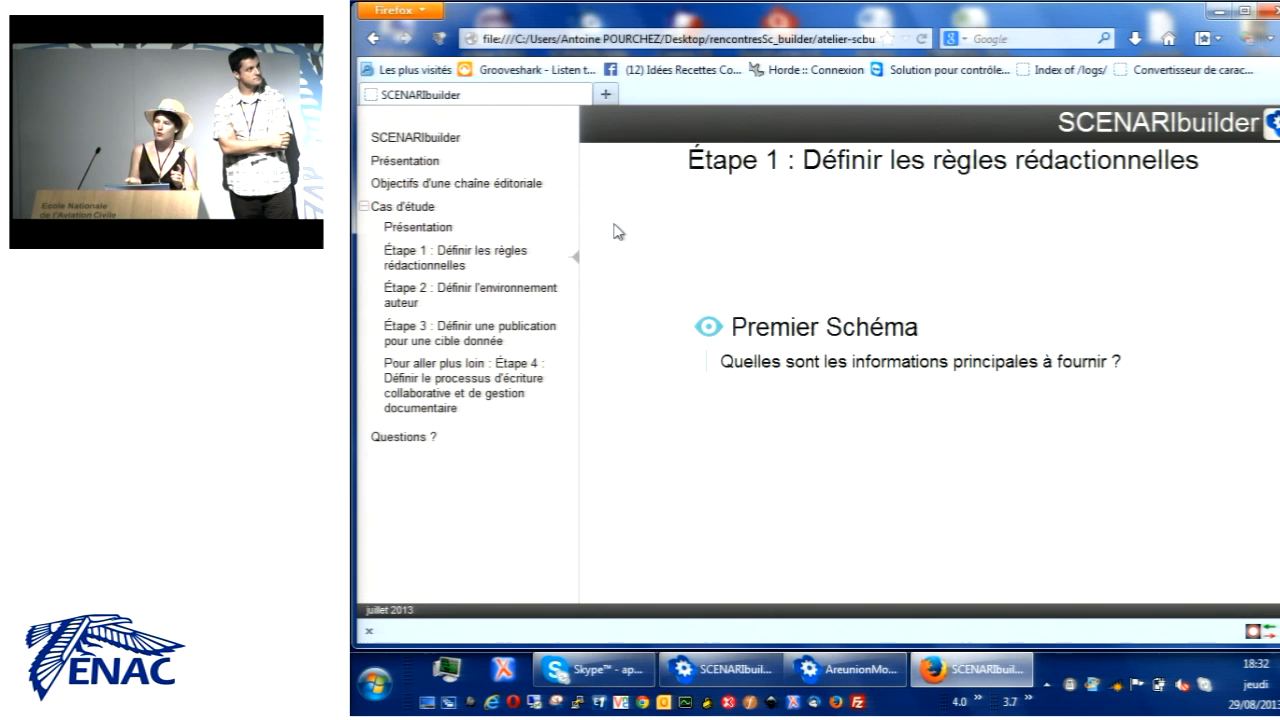 Ecole Nationale
de l'Aviation Civile
ENAC
Firefox
file:///C:/Users/Antoine POURCHEZ/Desktop/rencontresSc_builder/atelier-scbu
Google
Les plus visités
Grooveshark - Listen t...
(12) Idées Recettes Co...
Horde :: Connexion
Solution pour contrôle...
Index of /logs/
Convertisseur de carac...
SCENARIbuilder
SCENARIbuilder
SCENARIbuilder
Présentation
Objectifs d'une chaîne éditoriale
Cas d'étude
Présentation
Étape 1 : Définir les règles
rédactionnelles
Étape 2 : Définir l'environnement
auteur
Étape 3 : Définir une publication
pour une cible donnée
Pour aller plus loin : Étape 4 :
Définir le processus d'écriture
collaborative et de gestion
documentaire
Questions ?
Étape 1 : Définir les règles rédactionnelles
Premier Schéma
Quelles sont les informations principales à fournir ?
juillet 2013
Skype™ - ap...
SCENARIbuil...
AreunionMo...
SCENARIbuil...
18:32
jeudi
29/08/201
4.0
3.7